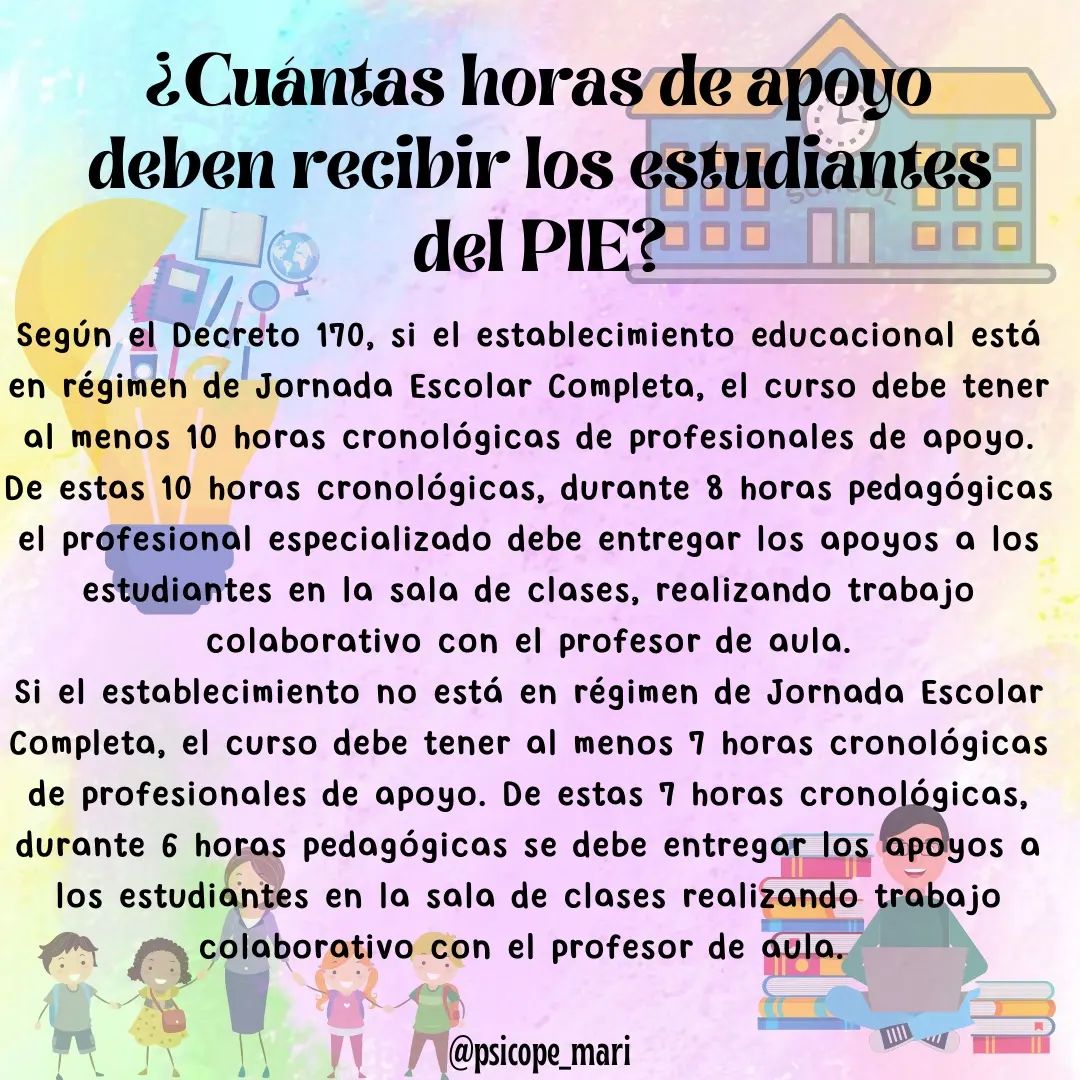 ¿Cuántas horas de apoyo
deben recibir los estudiantes
del PIE?
SCHOOL
Según el Decreto 170, si el establecimiento educacional está
en régimen de Jornada Escolar Completa, el curso debe tener
al menos 10 horas cronológicas de profesionales de apoyo.
De estas 10 horas cronológicas, durante 8 horas pedagógicas
el profesional especializado debe entregar los apoyos a los
estudiantes en la sala de clases, realizando trabajo
colaborativo con el profesor de aula.
Si el establecimiento no está en régimen de Jornada Escolar
Completa, el curso debe tener al menos 7 horas cronológicas
de profesionales de apoyo. De estas 7 horas cronológicas,
durante 6 horas pedagógicas se debe entregar los apoyos a
los estudiantes en la sala de clases realizando trabajo
colaborativo con el profesor de aula.
@psicope_mari